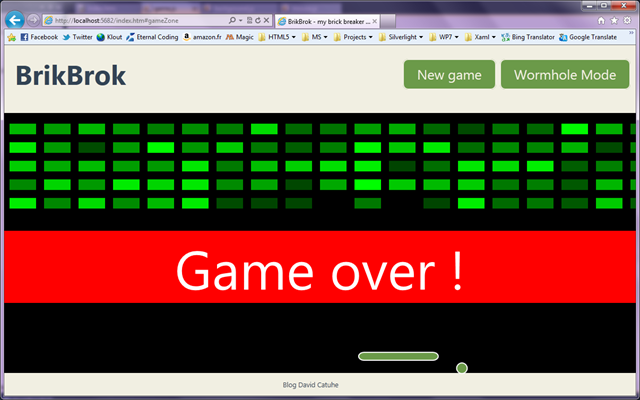 http://localhost:5682/index.htm#gameZone
BrikBrok - my brick breaker ...
Facebook Twitter Klout Eternal Coding amazon.fr Magic HTML5 MS Projects Silverlight WP7 Xaml Bing Translator Google Translate
BrikBrok
New game
Wormhole Mode
Game over !
Blog David Catuhe